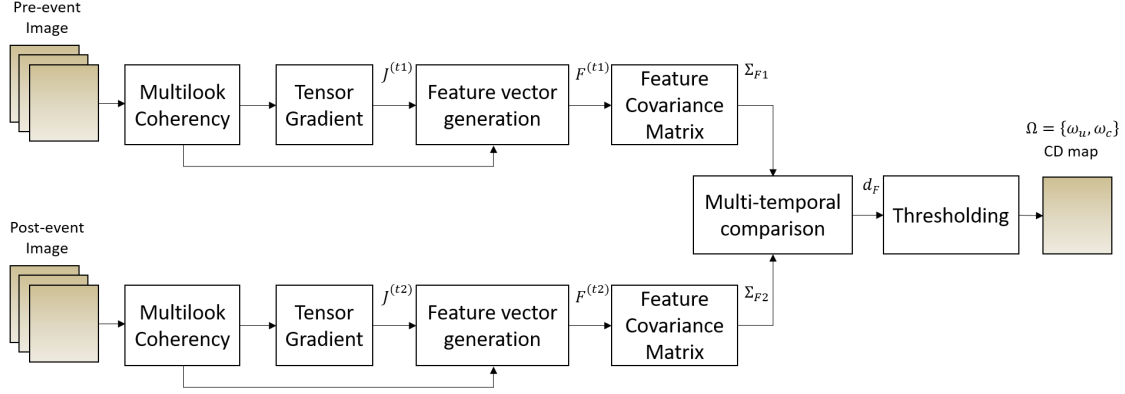 Pre-event
Image
Multilook
Coherency
Tensor
Gradient
J^(t1)
Feature vector
generation
F^(t1)
Feature
Covariance
Matrix
Σ_F1
Multi-temporal
comparison
d_F
Thresholding
Ω = {ω_u, ω_c}
CD map
Post-event
Image
Multilook
Coherency
Tensor
Gradient
J^(t2)
Feature vector
generation
F^(t2)
Feature
Covariance
Matrix
Σ_F2